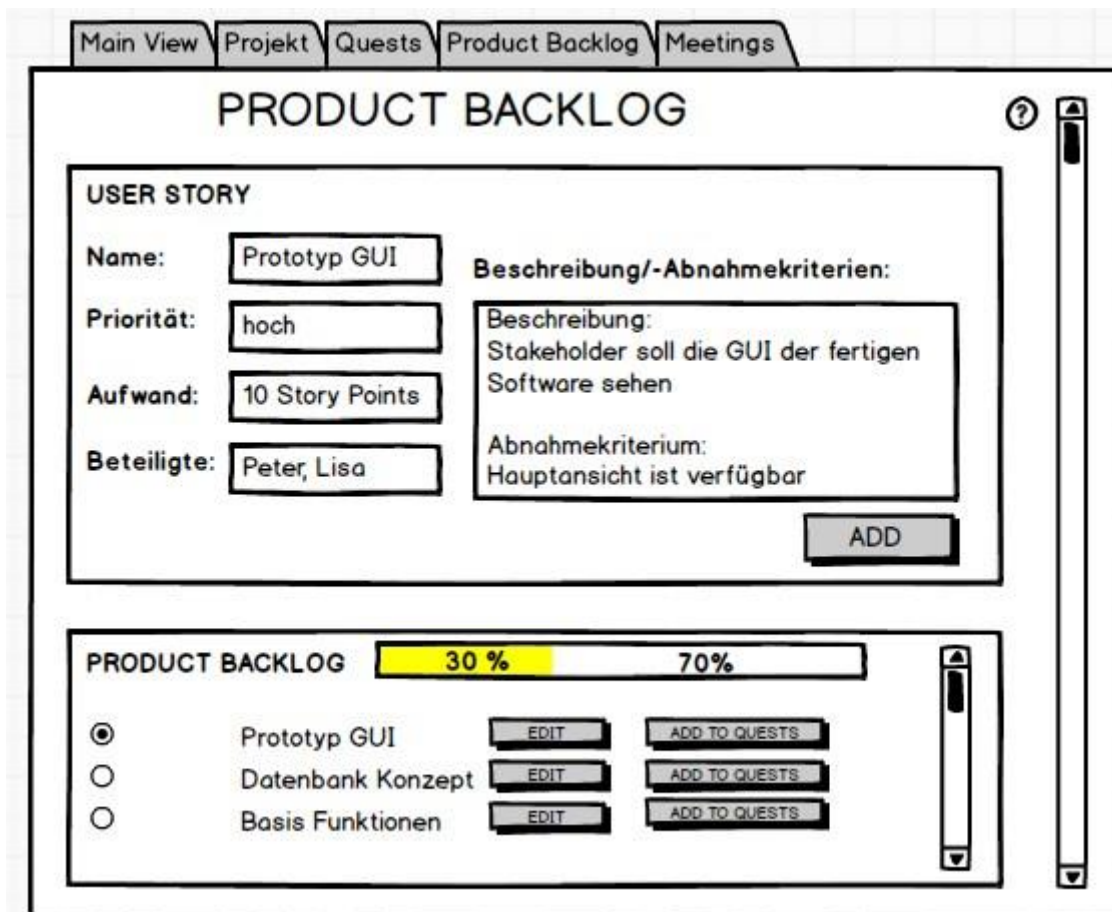 Main View Projekt Quests Product Backlog Meetings
PRODUCT BACKLOG ?
USER STORY
Name: Prototyp GUI
Priorität: hoch
Aufwand: 10 Story Points
Beteiligte: Peter, Lisa
Beschreibung/-Abnahmekriterien:
Beschreibung:
Stakeholder soll die GUI der fertigen
Software sehen
Abnahmekriterium:
Hauptansicht ist verfügbar
ADD
PRODUCT BACKLOG 30 % 70%
Prototyp GUI EDIT ADD TO QUESTS
Datenbank Konzept EDIT ADD TO QUESTS
Basis Funktionen EDIT ADD TO QUESTS